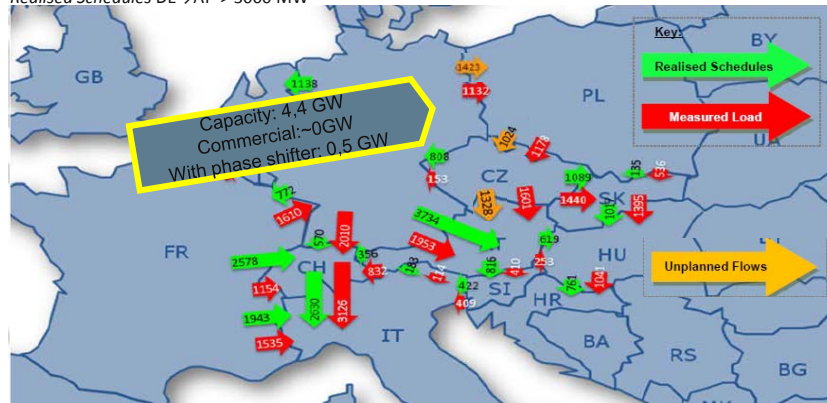 Realised Schedules DE→AT > 3000 MW
GB
1138
1423
1132
PL
BY
UA
Key:
Realised Schedules
Measured Load
Capacity: 4,4 GW
Commercial:~0GW
With phase shifter: 0,5 GW
1024
1178
808
153
CZ
1089
135
536
772
1610
1328
1601
1440
SK
1017
1395
FR
3734
1953
570
2010
356
832
183
619
253
HU
Unplanned Flows
2578
CH
1154
2630
3126
816
410
SI
422
409
HR
761
1041
1943
1535
IT
BA
RS
BG